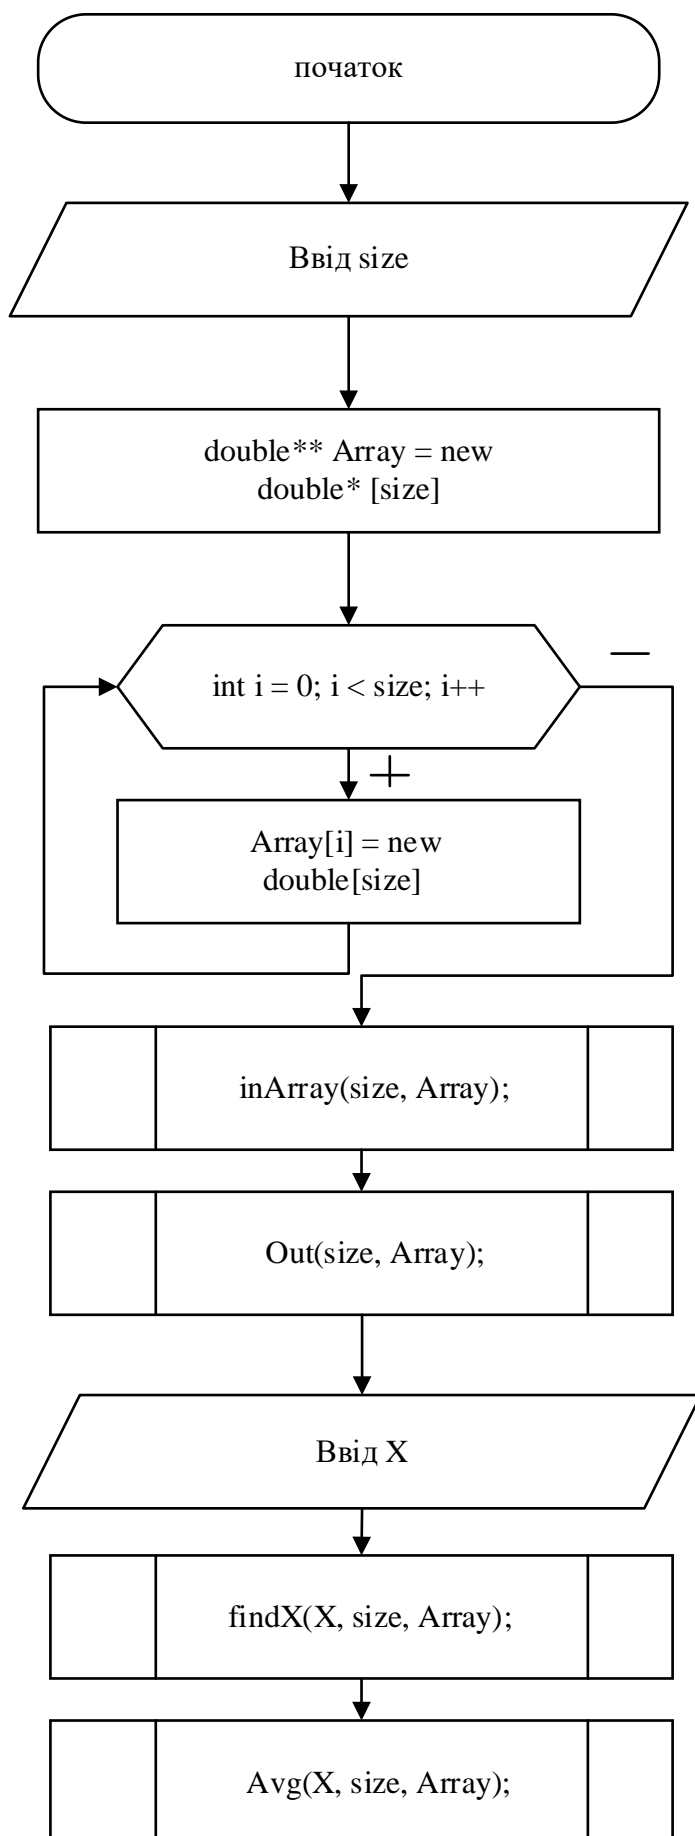 початок
Ввід size
double** Array = new
double* [size]
int i = 0; i < size; i++
—
+
Array[i] = new
double[size]
inArray(size, Array);
Out(size, Array);
Ввід X
findX(X, size, Array);
Avg(X, size, Array);